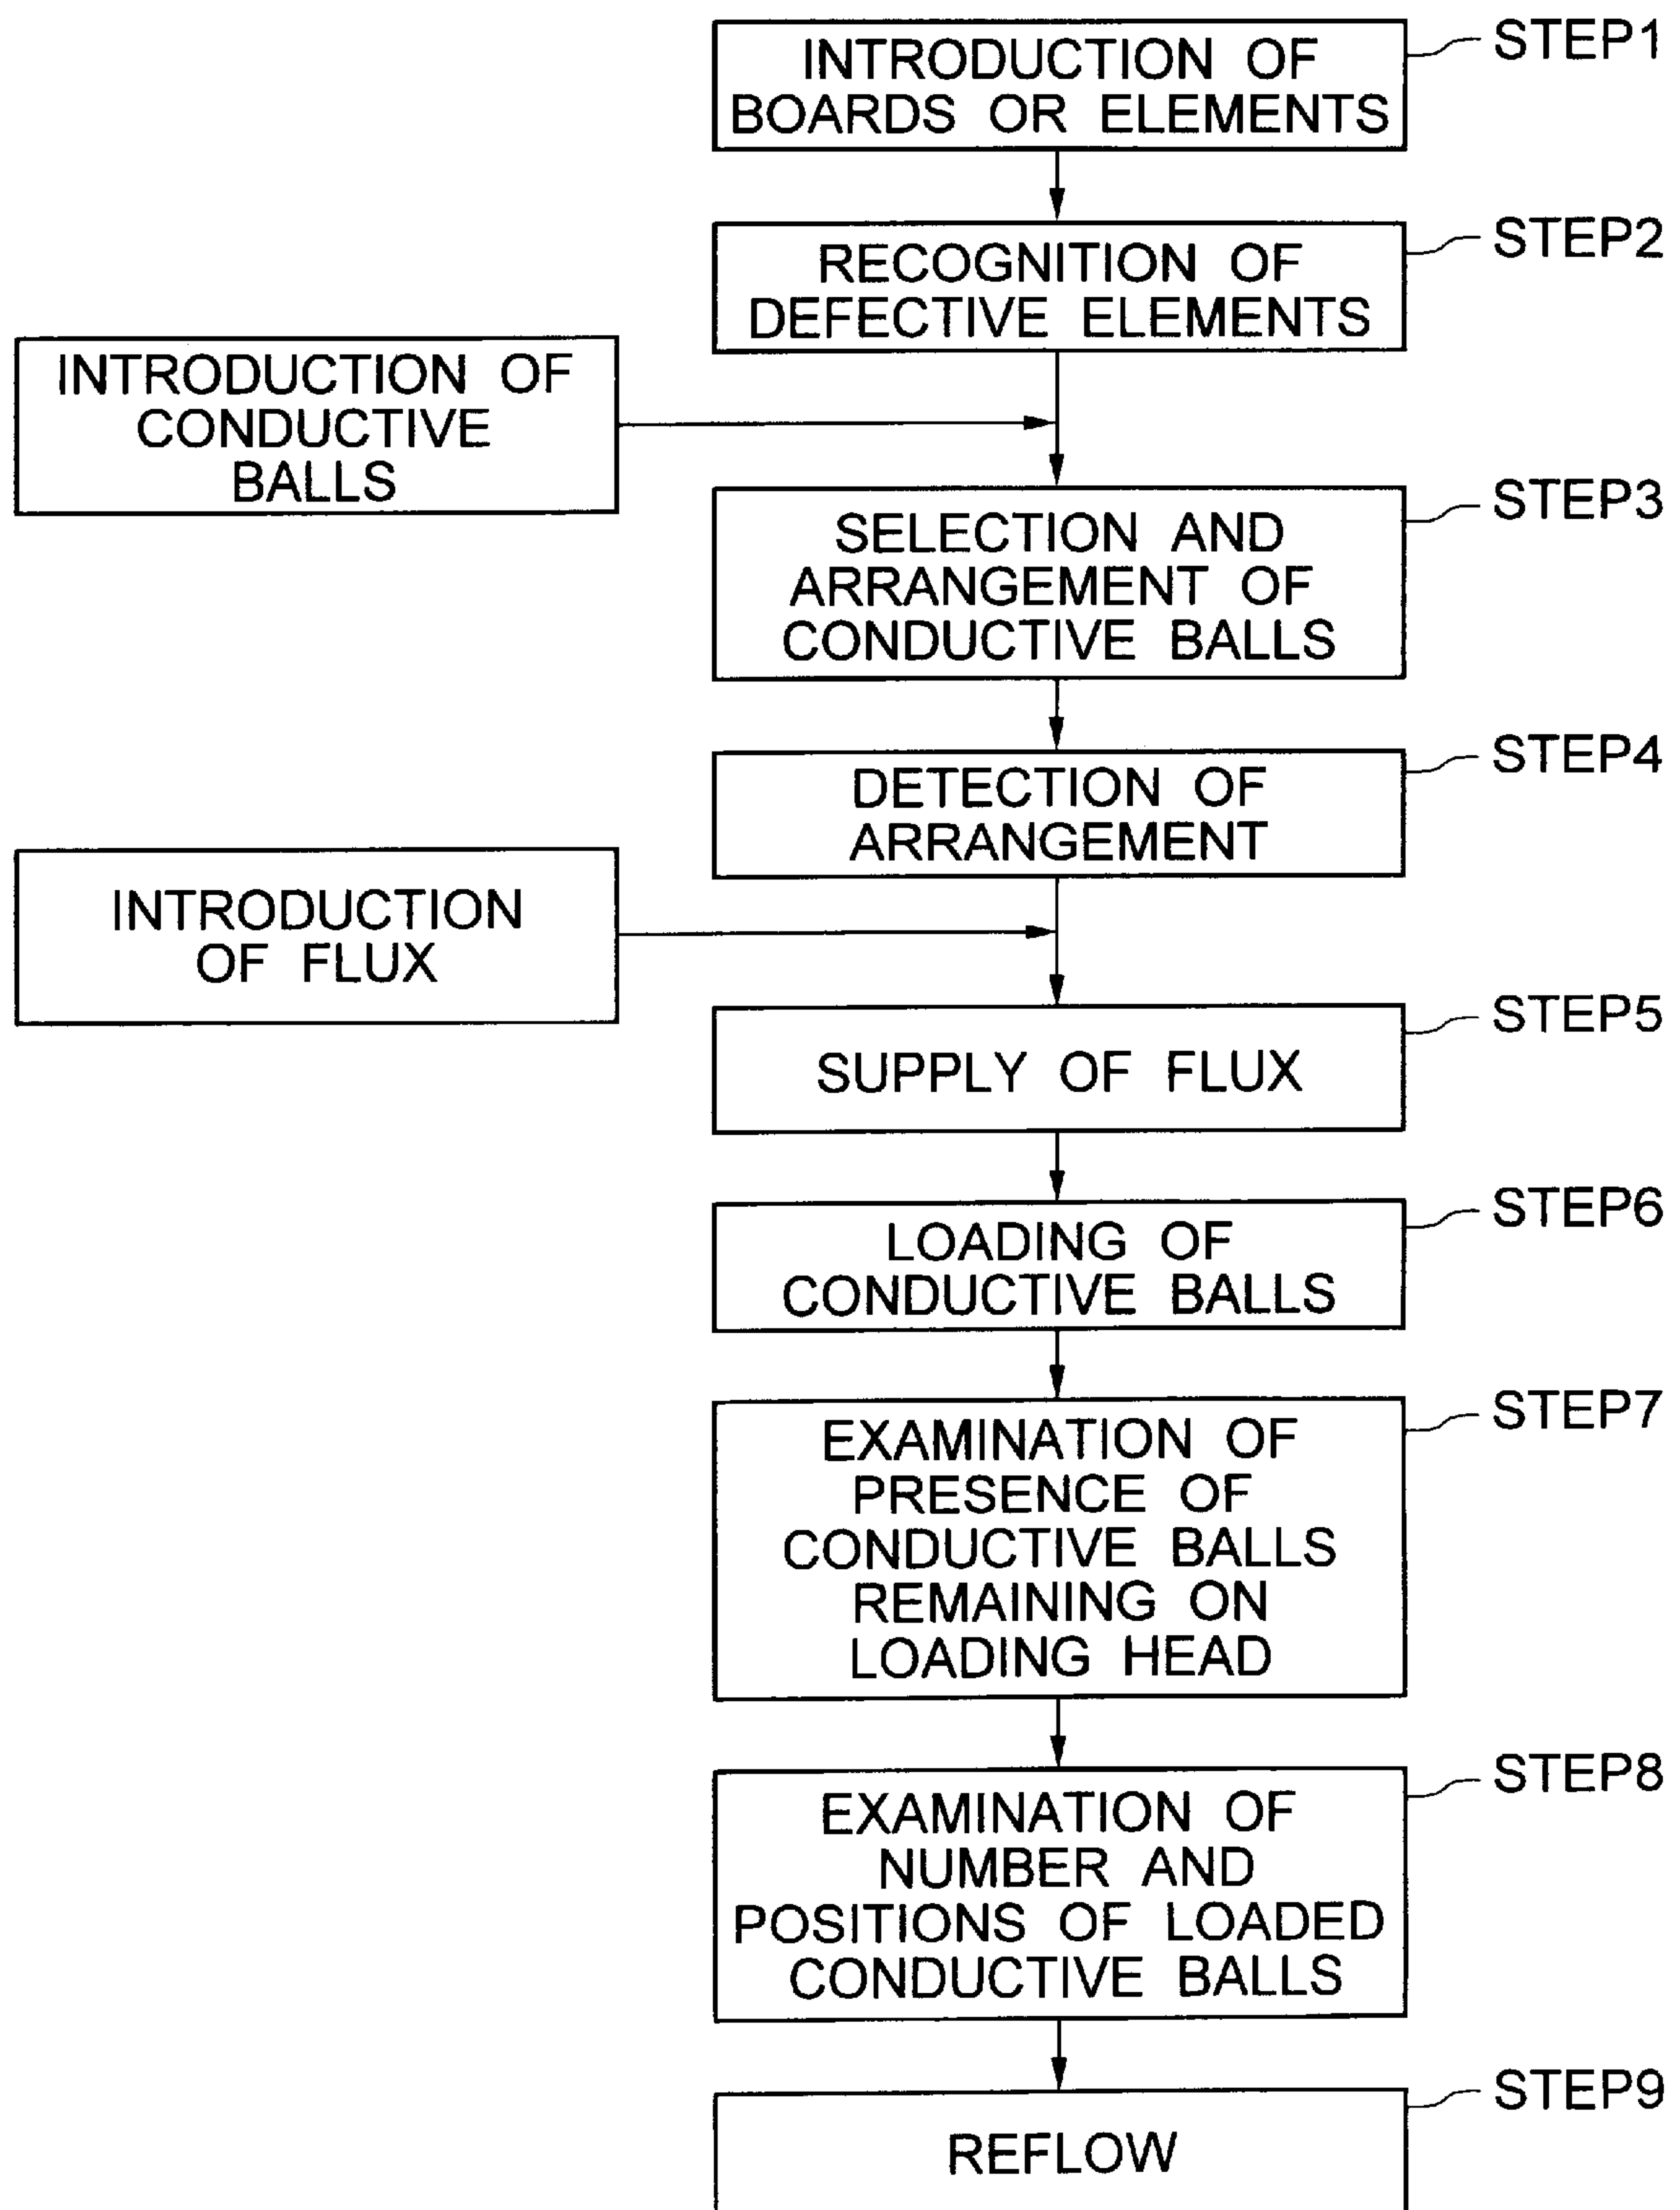 INTRODUCTION OF
BOARDS OR ELEMENTS
STEP1
RECOGNITION OF
DEFECTIVE ELEMENTS
STEP2
INTRODUCTION OF
CONDUCTIVE
BALLS
SELECTION AND
ARRANGEMENT OF
CONDUCTIVE BALLS
STEP3
DETECTION OF
ARRANGEMENT
STEP4
INTRODUCTION
OF FLUX
SUPPLY OF FLUX
STEP5
LOADING OF
CONDUCTIVE BALLS
STEP6
EXAMINATION OF
PRESENCE OF
CONDUCTIVE BALLS
REMAINING ON
LOADING HEAD
STEP7
EXAMINATION OF
NUMBER AND
POSITIONS OF LOADED
CONDUCTIVE BALLS
STEP8
REFLOW
STEP9